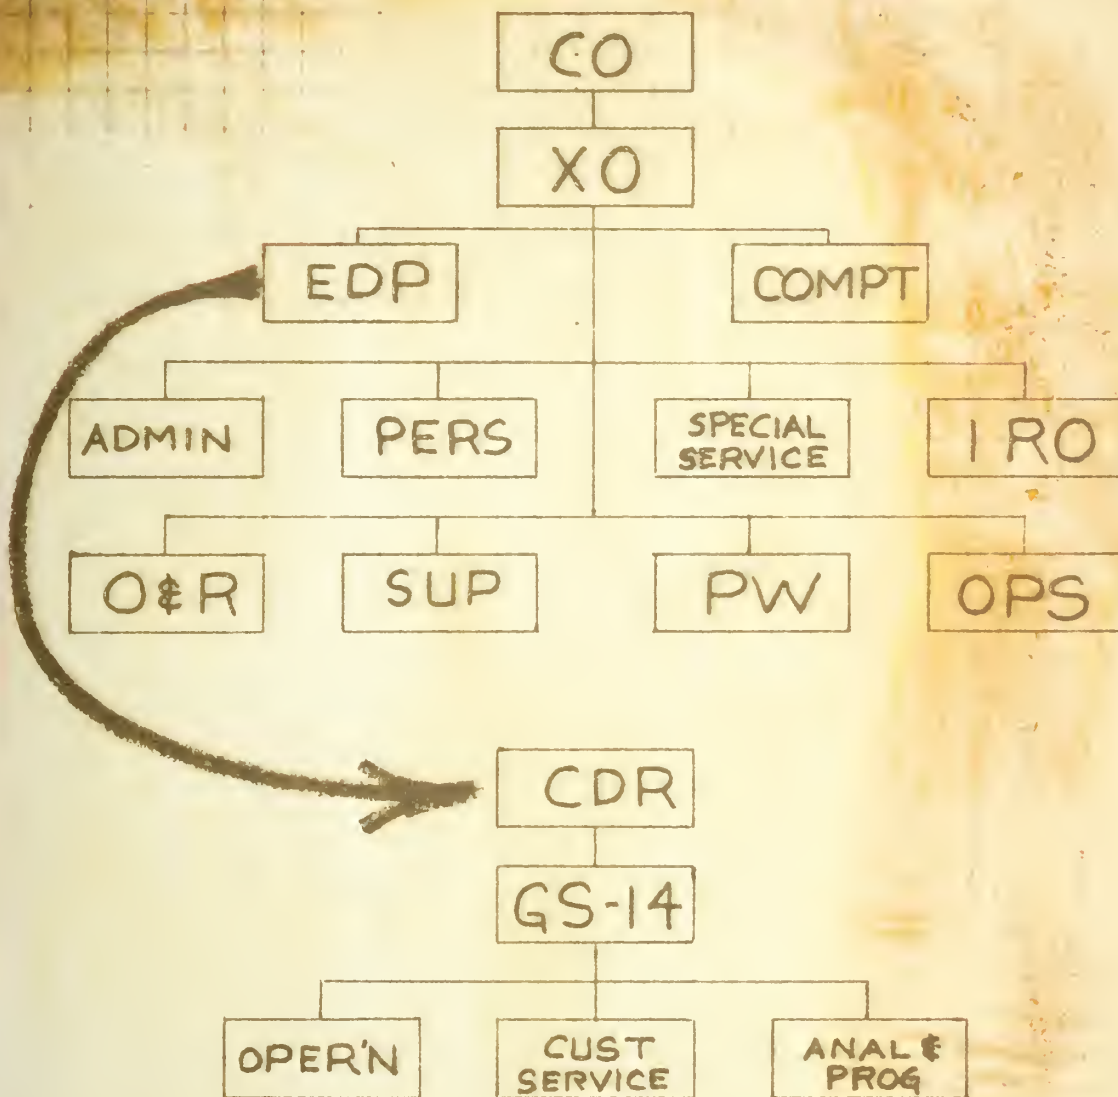 CO
XO
EDP
COMPT
ADMIN
PERS
SPECIAL
SERVICE
IRO
O&R
SUP
PW
OPS
CDR
GS-14
OPER'N
CUST
SERVICE
ANAL &
PROG